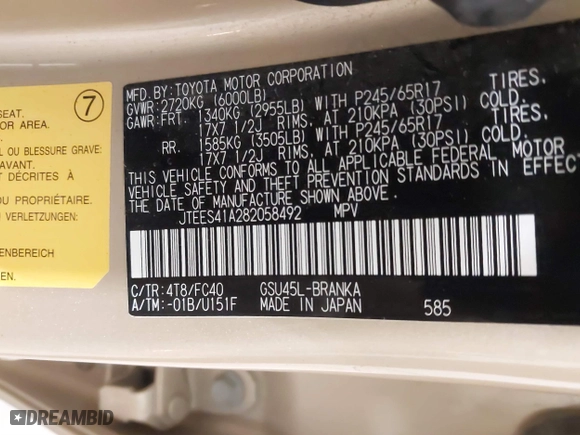 7
SEAT.
OR AREA.
OU BLESSURE GRAVE:
AVANT.
DÉCRITES À
DU PROPRIÉTAIRE.
VERLETZUNGEN.
NBEREICH
MFD. BY: TOYOTA MOTOR CORPORATION
GVWR: 2720KG (6000LB)
GAWR: FRT 1340KG (2955LB) WITH P245/65R17 TIRES.
17X7 1/2J RIMS. AT 210KPA (30PSI) COLD.
RR. 1585KG (3505LB) WITH P245/65R17 TIRES.
17X7 1/2J RIMS. AT 210KPA (30PSI) COLD.
THIS VEHICLE CONFORMS TO ALL APPLICABLE FEDERAL MOTOR
VEHICLE SAFETY AND THEFT PREVENTION STANDARDS IN EFFECT
ON THE DATE OF MANUFACTURE SHOWN ABOVE.
JTEES41A282058492 MPV
C/TR: 4T8/FC40 GSU45L-BRANKA
A/TM: -01B/U151F MADE IN JAPAN 585
DREAMBID